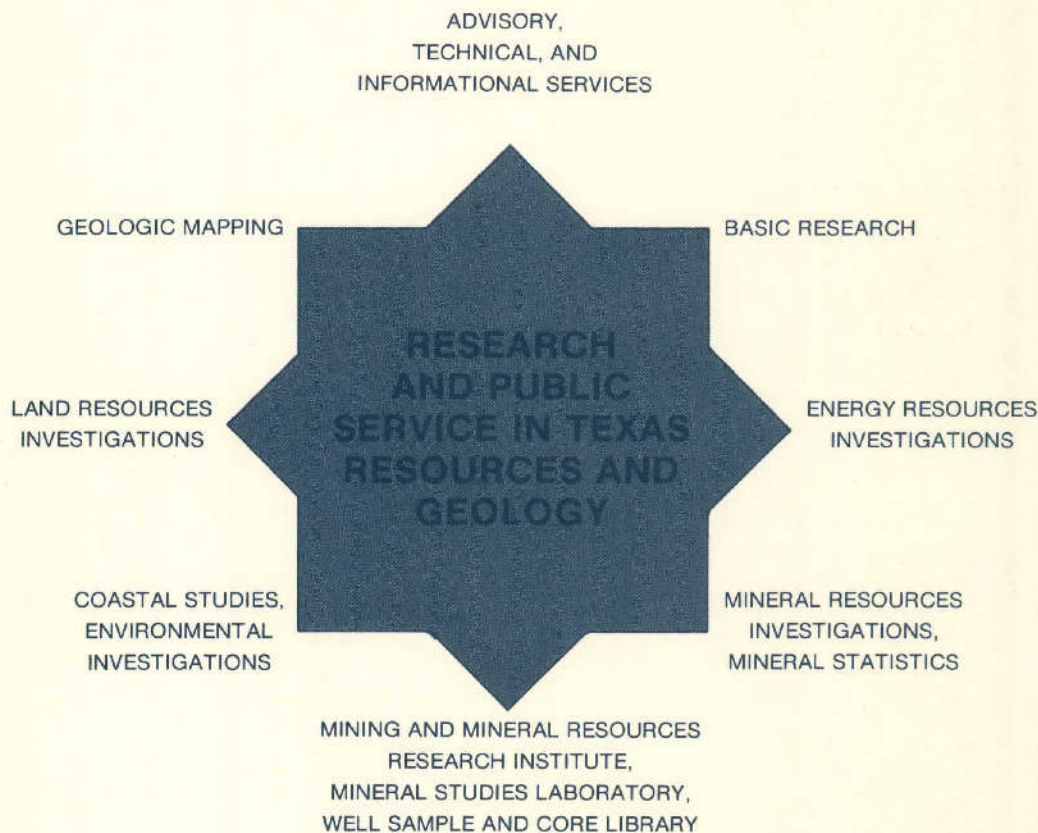 ADVISORY,
TECHNICAL, AND
INFORMATIONAL SERVICES
GEOLOGIC MAPPING
BASIC RESEARCH
RESEARCH
AND PUBLIC
SERVICE IN TEXAS
RESOURCES AND
GEOLOGY
LAND RESOURCES
INVESTIGATIONS
ENERGY RESOURCES
INVESTIGATIONS
COASTAL STUDIES,
ENVIRONMENTAL
INVESTIGATIONS
MINERAL RESOURCES
INVESTIGATIONS,
MINERAL STATISTICS
MINING AND MINERAL RESOURCES
RESEARCH INSTITUTE,
MINERAL STUDIES LABORATORY,
WELL SAMPLE AND CORE LIBRARY